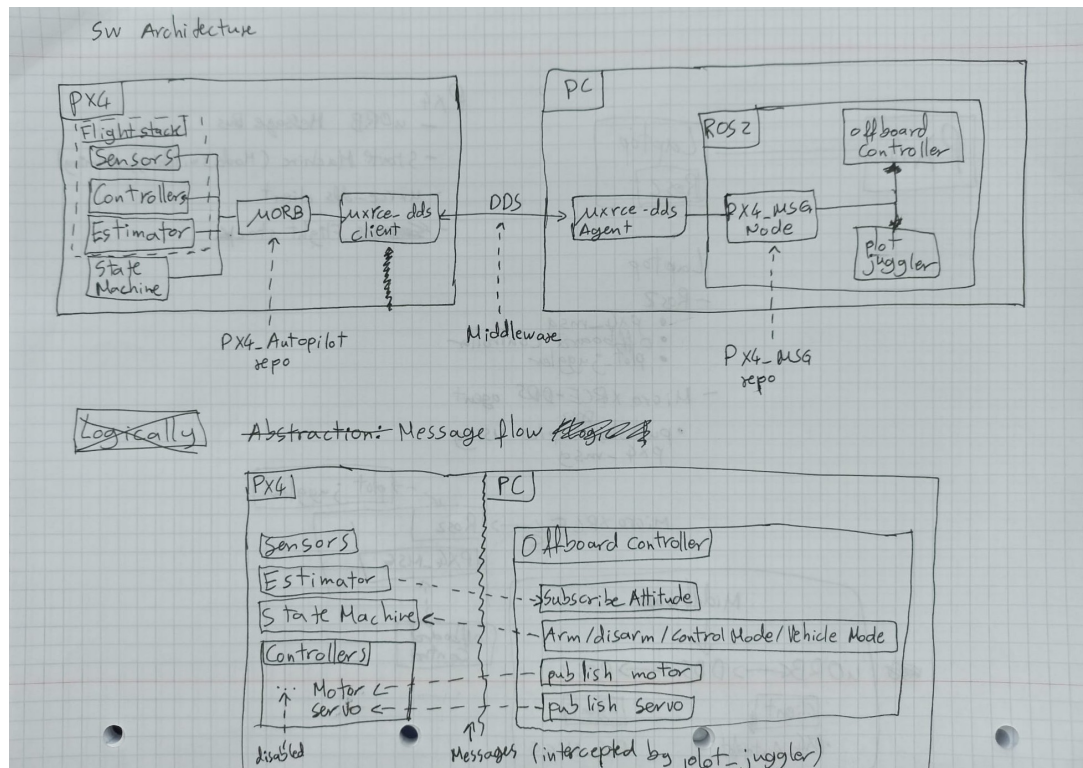 SW Architecture
PX4
Flight stack
Sensors
Controllers
Estimator
State
Machine
μORB
μxrce-dds
client
DDS
PC
μxrce-dds
Agent
ROS2
PX4_MSG
Node
offboard
Controller
plot
juggler
PX4_Autopilot
repo
Middleware
PX4_MSG
repo
Logically
Abstraction: Message flow
PX4
PC
Sensors
Estimator
State Machine
Controllers
Motor
servo
disabled
Offboard Controller
Subscribe Attitude
Arm/disarm/Control Mode/Vehicle Mode
publish motor
publish servo
Messages (intercepted by plot_juggler)